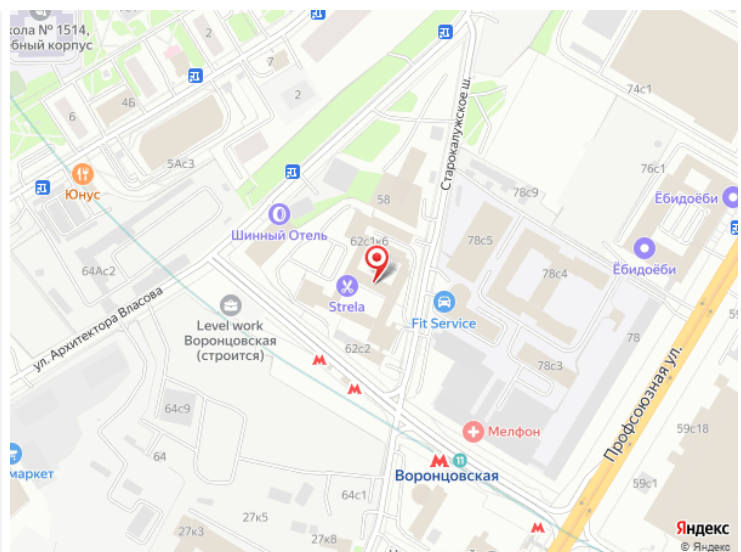 кола № 1514,
ебный корпус
2
7
2
4Б
6
5Ас3
Юнус
64Ас2
ул. Архитектора Власова
Шинный Отель
58
62с1к6
Strela
62с2
Level work
Воронцовская
(строится)
Старокалужское ш.
Fit Service
74с1
76с1
78с9
78с5
78с4
78с3
78
Ёбидоёби
Ёбидоёби
Профсоюзная ул.
59с18
59с1
59
Мелфон
11
Воронцовская
64с9
64
маркет
64с1
27к5
27к3
27к8
Яндекс
© Яндекс